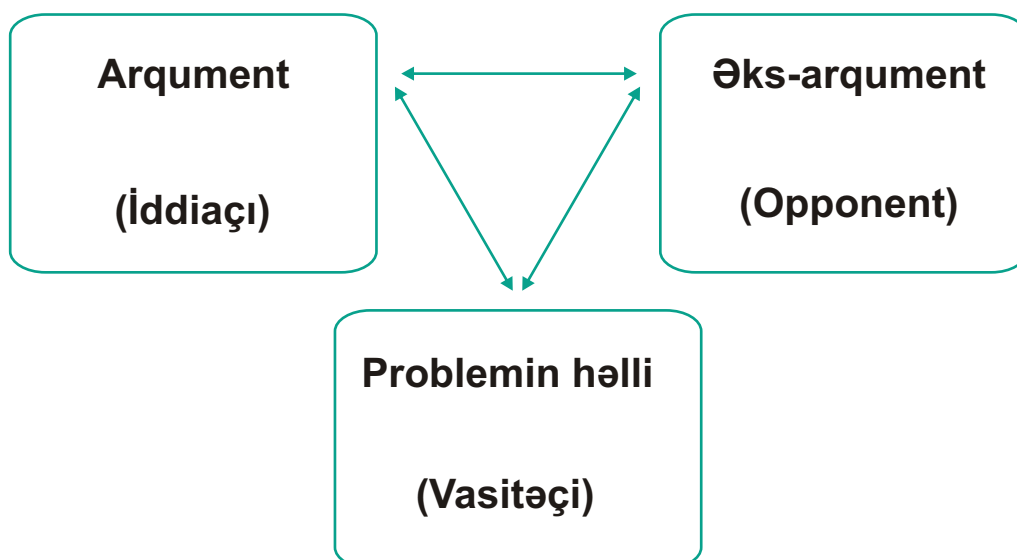 Arqument
(İddiaçı)
Əks-arqument
(Opponent)
Problemin həlli
(Vasitəçi)